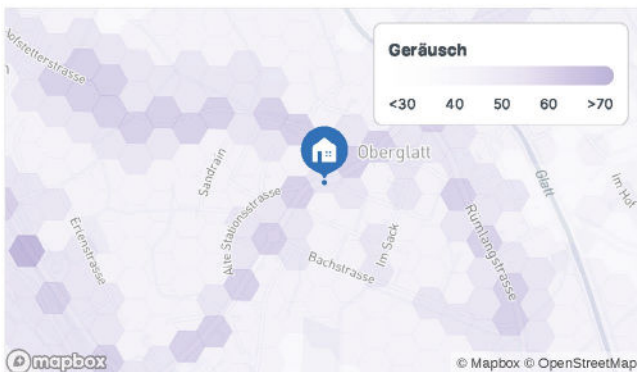 Hofstetterstrasse
Geräusch
<30 40 50 60 >70
Oberglatt
Sandrain
Alte Stationsstrasse
Erlenstrasse
Bachstrasse
Im Sack
Rümlangstrasse
Glatt
Im Hof
mapbox
© Mapbox © OpenStreetMap